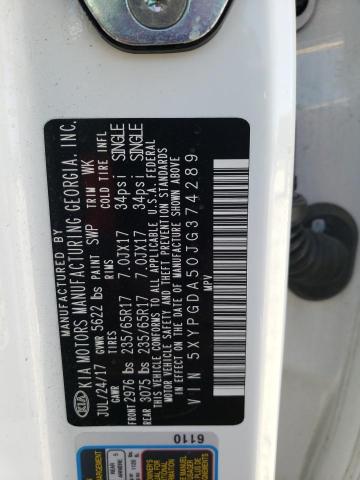 MANUFACTURED BY
KIA MOTORS MANUFACTURING GEORGIA, INC.
JUL/24/17 PAINT SWP TRIM WK
GVWR 5622 lbs
GAWR TIRES RIMS COLD TIRE INFL
FRONT 2976 lbs 235/65R17 7.0JX17 34psi SINGLE
REAR 3075 lbs 235/65R17 7.0JX17 34psi SINGLE
THIS VEHICLE CONFORMS TO ALL APPLICABLE U.S.A. FEDERAL
MOTOR VEHICLE SAFETY STANDARDS IN EFFECT
ON THE DATE OF MANUFACTURE SHOWN ABOVE
VIN 5XYPGDA50JG374289
MPV
6110
REAR